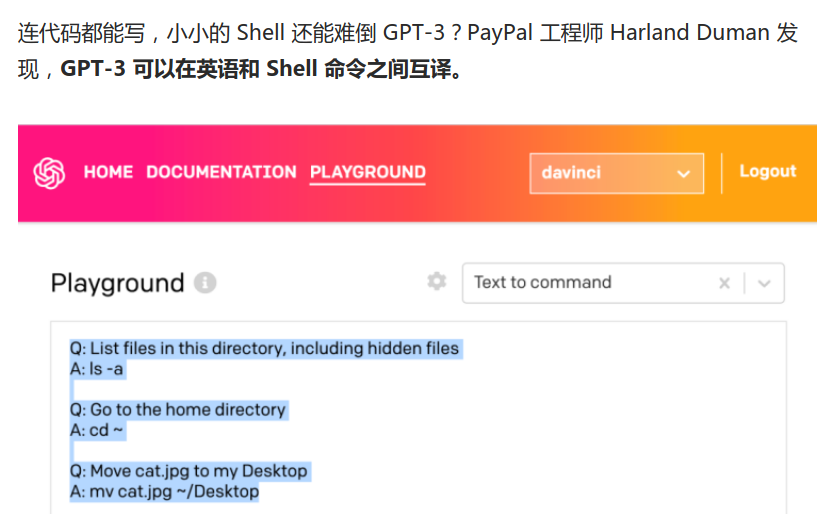 连代码都能写，小小的 Shell 还能难倒 GPT-3？PayPal 工程师 Harland Duman 发
现，GPT-3 可以在英语和 Shell 命令之间互译。
HOME DOCUMENTATION PLAYGROUND davinci Logout
Playground Text to command
Q: List files in this directory, including hidden files
A: ls -a
Q: Go to the home directory
A: cd ~
Q: Move cat.jpg to my Desktop
A: mv cat.jpg ~/Desktop